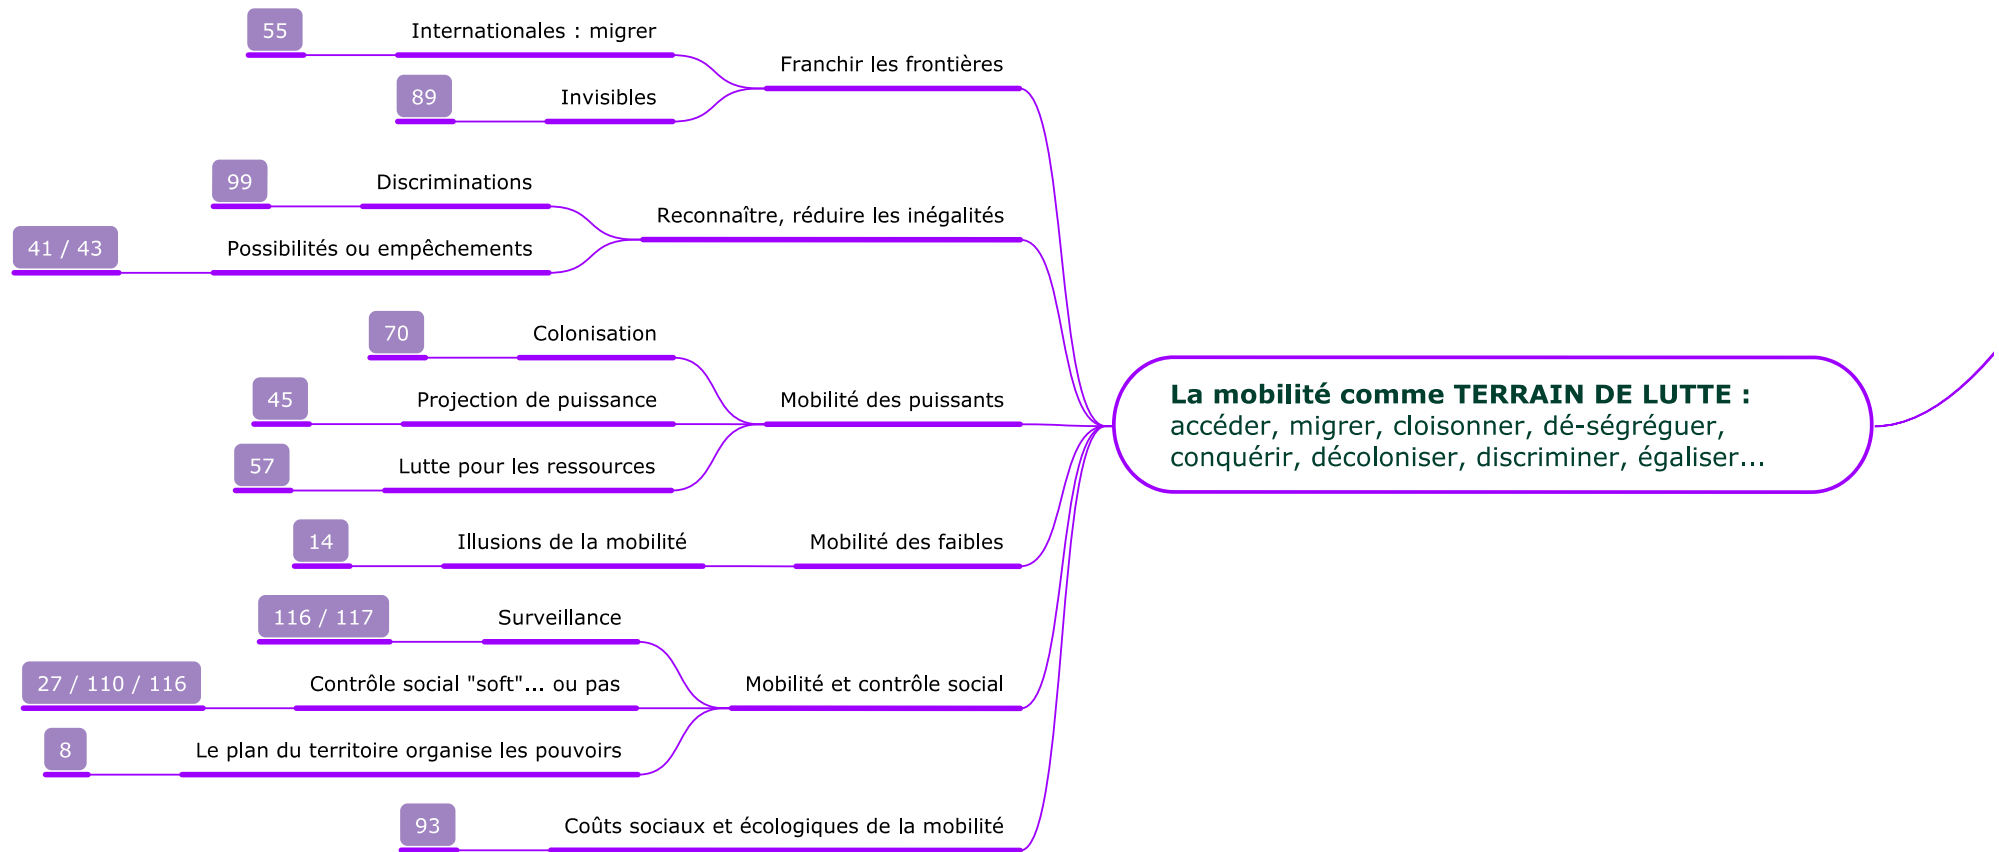 55
Internationales : migrer
Franchir les frontières
89
Invisibles
99
Discriminations
Reconnaître, réduire les inégalités
41 / 43
Possibilités ou empêchements
70
Colonisation
45
Projection de puissance
Mobilité des puissants
57
Lutte pour les ressources
14
Illusions de la mobilité
Mobilité des faibles
116 / 117
Surveillance
27 / 110 / 116
Contrôle social "soft"... ou pas
Mobilité et contrôle social
8
Le plan du territoire organise les pouvoirs
93
Coûts sociaux et écologiques de la mobilité
La mobilité comme TERRAIN DE LUTTE :
accéder, migrer, cloisonner, dé-ségréguer,
conquérir, décoloniser, discriminer, égaliser...